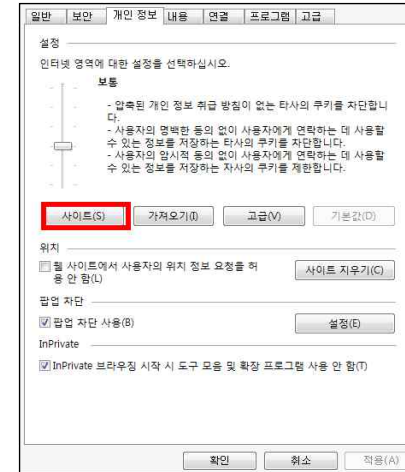 일반 보안 개인 정보 내용 연결 프로그램 고급
설정
인터넷 영역에 대한 설정을 선택하십시오.
보통
- 압축된 개인 정보 취급 방침이 없는 타사의 쿠키를 차단합니
다.
- 사용자의 명백한 동의 없이 사용자에게 연락하는 데 사용할
수 있는 정보를 저장하는 타사의 쿠키를 차단합니다.
- 사용자의 암시적 동의 없이 사용자에게 연락하는 데 사용할
수 있는 정보를 저장하는 자사의 쿠키를 제한합니다.
사이트(S) 가져오기(I) 고급(V) 기본값(D)
위치
웹 사이트에서 사용자의 위치 정보 요청을 허
용 안 함(L)
사이트 지우기(C)
팝업 차단
팝업 차단 사용(B) 설정(E)
InPrivate
InPrivate 브라우징 시작 시 도구 모음 및 확장 프로그램 사용 안 함(T)
확인 취소 적용(A)